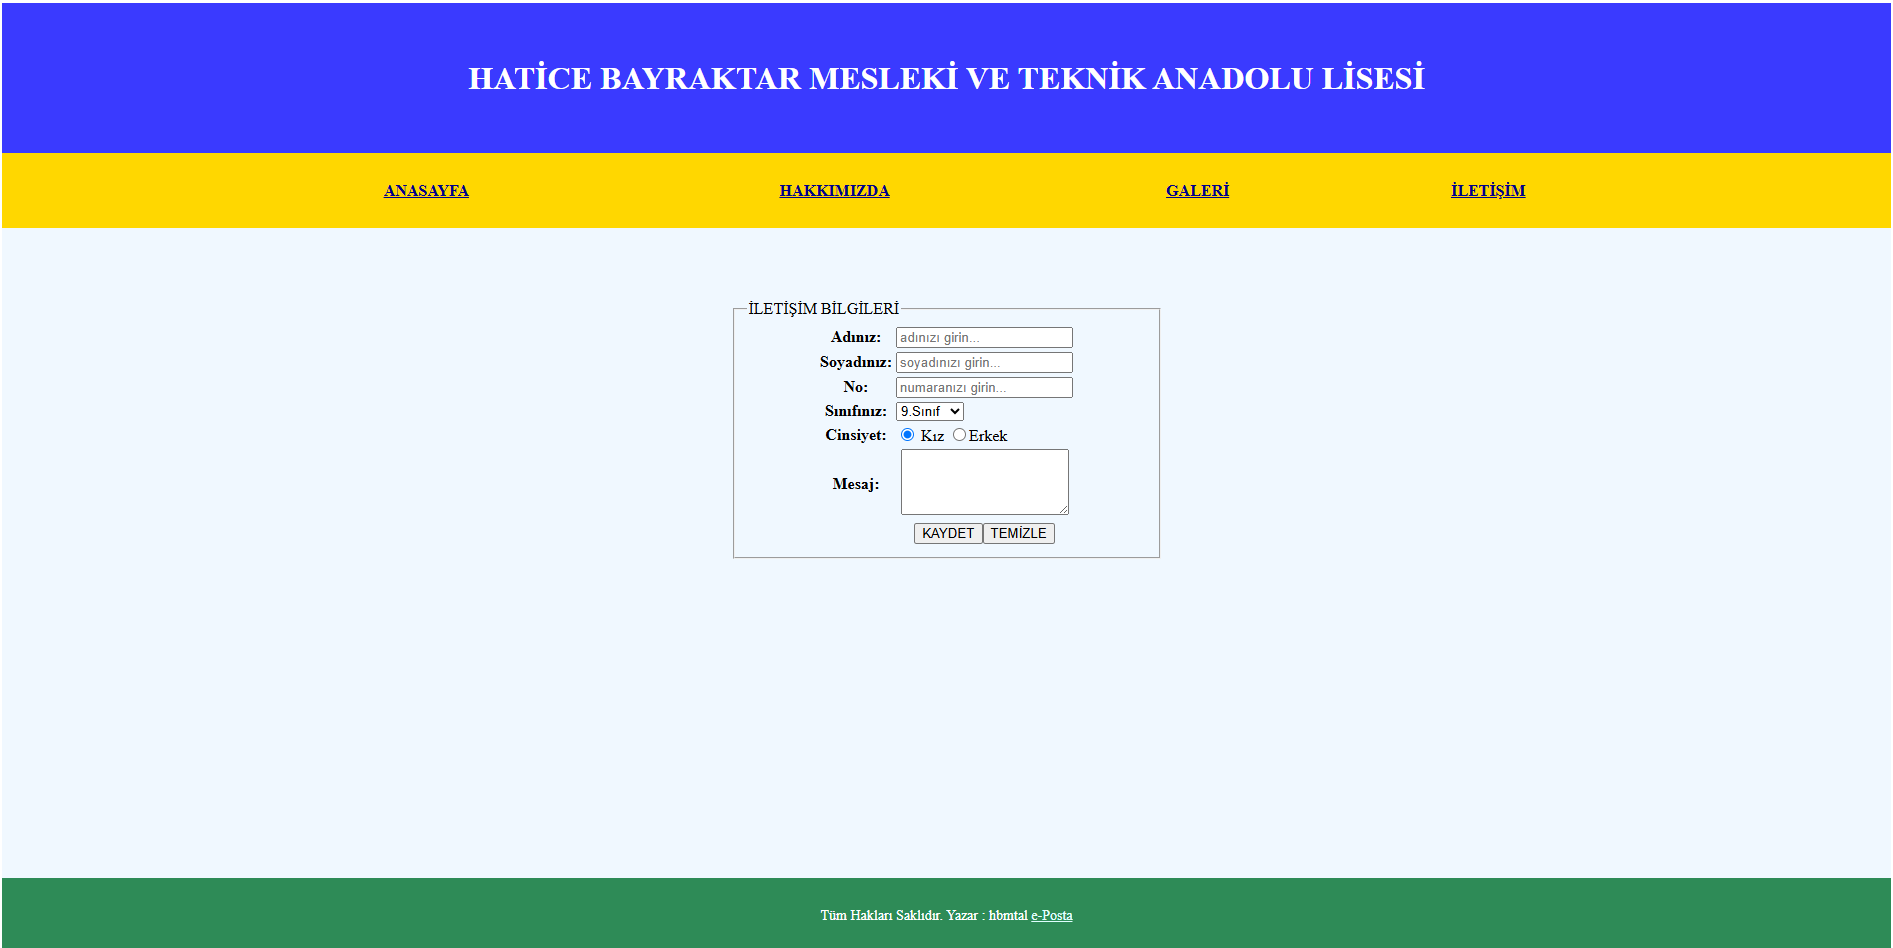 HATİCE BAYRAKTAR MESLEKİ VE TEKNİK ANADOLU LİSESİ
ANASAYFA HAKKIMIZDA GALERİ İLETİŞİM
İLETİŞİM BİLGİLERİ
Adınız: adınızı girin...
Soyadınız: soyadınızı girin...
No: numaranızı girin...
Sınıfınız: 9.Sınıf
Cinsiyet: Kız Erkek
Mesaj:
KAYDET TEMİZLE
Tüm Hakları Saklıdır. Yazar : hbmtal e-Posta